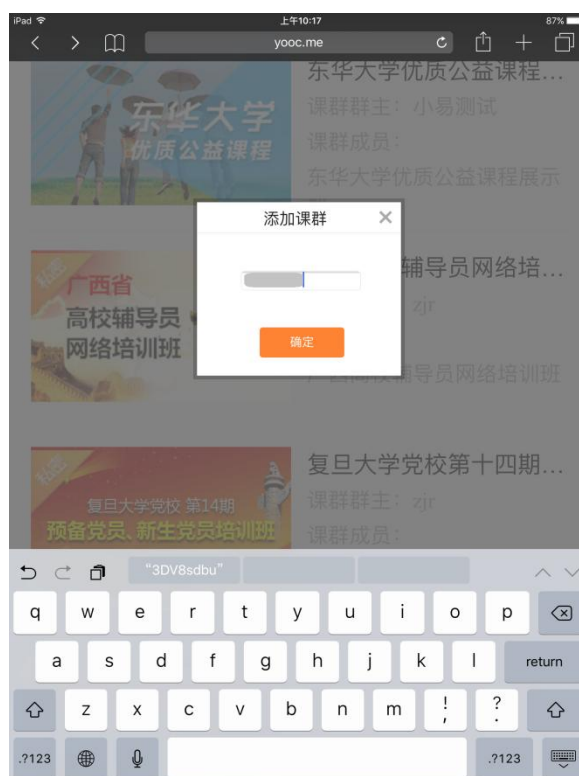 iPad 上午10:17 87%
yooc.me
东华大学优质公益课程...
课群群主：小易测试
课群成员：
东华大学优质公益课程展示
东华大学
优质公益课程
添加课群
辅导员网络培...
zjr
高校辅导员网络培训班
私密
广西省
高校辅导员
网络培训班
确定
复旦大学党校第十四期...
课群群主：zjr
课群成员：
私密
复旦大学党校 第14期
预备党员、新生党员培训班
“3DV8sdbu”
q w e r t y u i o p
a s d f g h j k l return
z x c v b n m ! , ? .
.?123 .?123